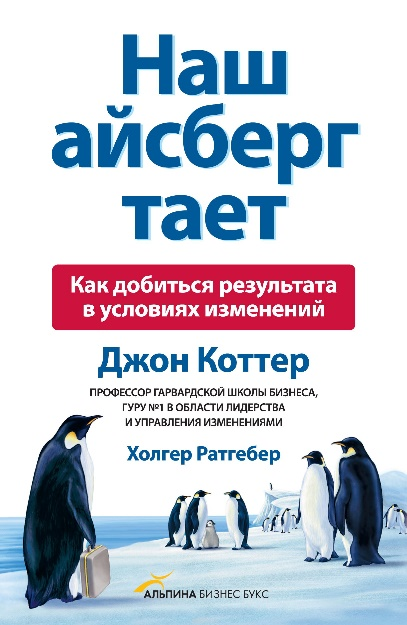 Наш
айсберг
тает
Как добиться результата
в условиях изменений
Джон Коттер
ПРОФЕССОР ГАРВАРДСКОЙ ШКОЛЫ БИЗНЕСА,
ГУРУ №1 В ОБЛАСТИ ЛИДЕРСТВА
И УПРАВЛЕНИЯ ИЗМЕНЕНИЯМИ
Холгер Ратгебер
АЛЬПИНА БИЗНЕС БУКС